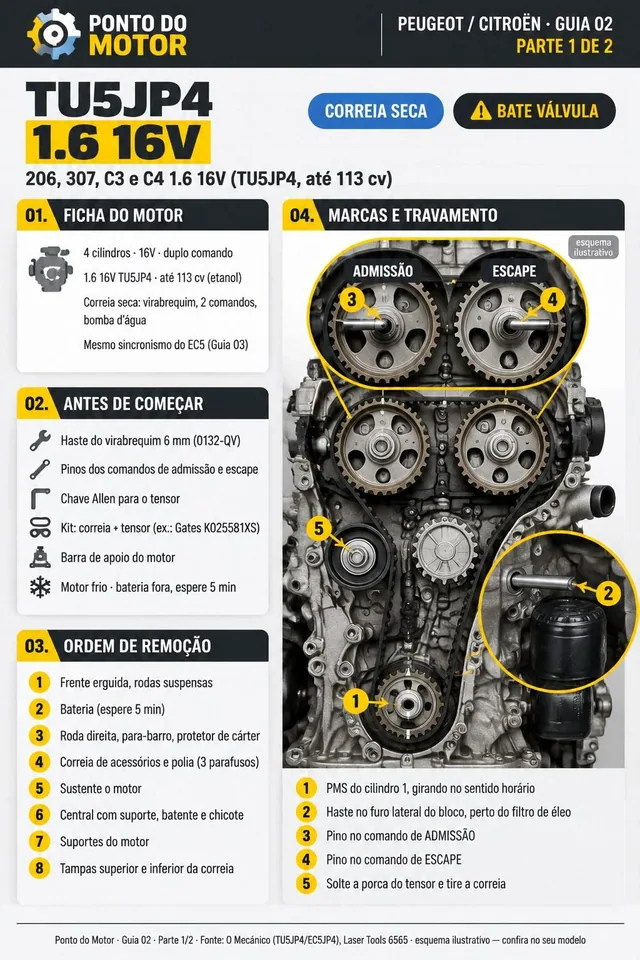 PONTO DO
MOTOR
PEUGEOT / CITROËN · GUIA 02
PARTE 1 DE 2
TU5JP4
1.6 16V
CORREIA SECA
BATE VÁLVULA
206, 307, C3 e C4 1.6 16V (TU5JP4, até 113 cv)
01. FICHA DO MOTOR
4 cilindros · 16V · duplo comando
1.6 16V TU5JP4 · até 113 cv (etanol)
Correia seca: virabrequim, 2 comandos,
bomba d'água
Mesmo sincronismo do EC5 (Guia 03)
02. ANTES DE COMEÇAR
Haste do virabrequim 6 mm (0132-QV)
Pinos dos comandos de admissão e escape
Chave Allen para o tensor
Kit: correia + tensor (ex.: Gates K025581XS)
Barra de apoio do motor
Motor frio · bateria fora, espere 5 min
03. ORDEM DE REMOÇÃO
1 Frente erguida, rodas suspensas
2 Bateria (espere 5 min)
3 Roda direita, para-barro, protetor de cárter
4 Correia de acessórios e polia (3 parafusos)
5 Sustente o motor
6 Central com suporte, batente e chicote
7 Suportes do motor
8 Tampas superior e inferior da correia
04. MARCAS E TRAVAMENTO
esquema
ilustrativo
ADMISSÃO
ESCAPE
3
4
5
2
1
1 PMS do cilindro 1, girando no sentido horário
2 Haste no furo lateral do bloco, perto do filtro de óleo
3 Pino no comando de ADMISSÃO
4 Pino no comando de ESCAPE
5 Solte a porca do tensor e tire a correia
Ponto do Motor · Guia 02 · Parte 1/2 · Fonte: O Mecánico (TU5JP4/EC5JP4), Laser Tools 6565 · esquema ilustrativo — confira no seu modelo